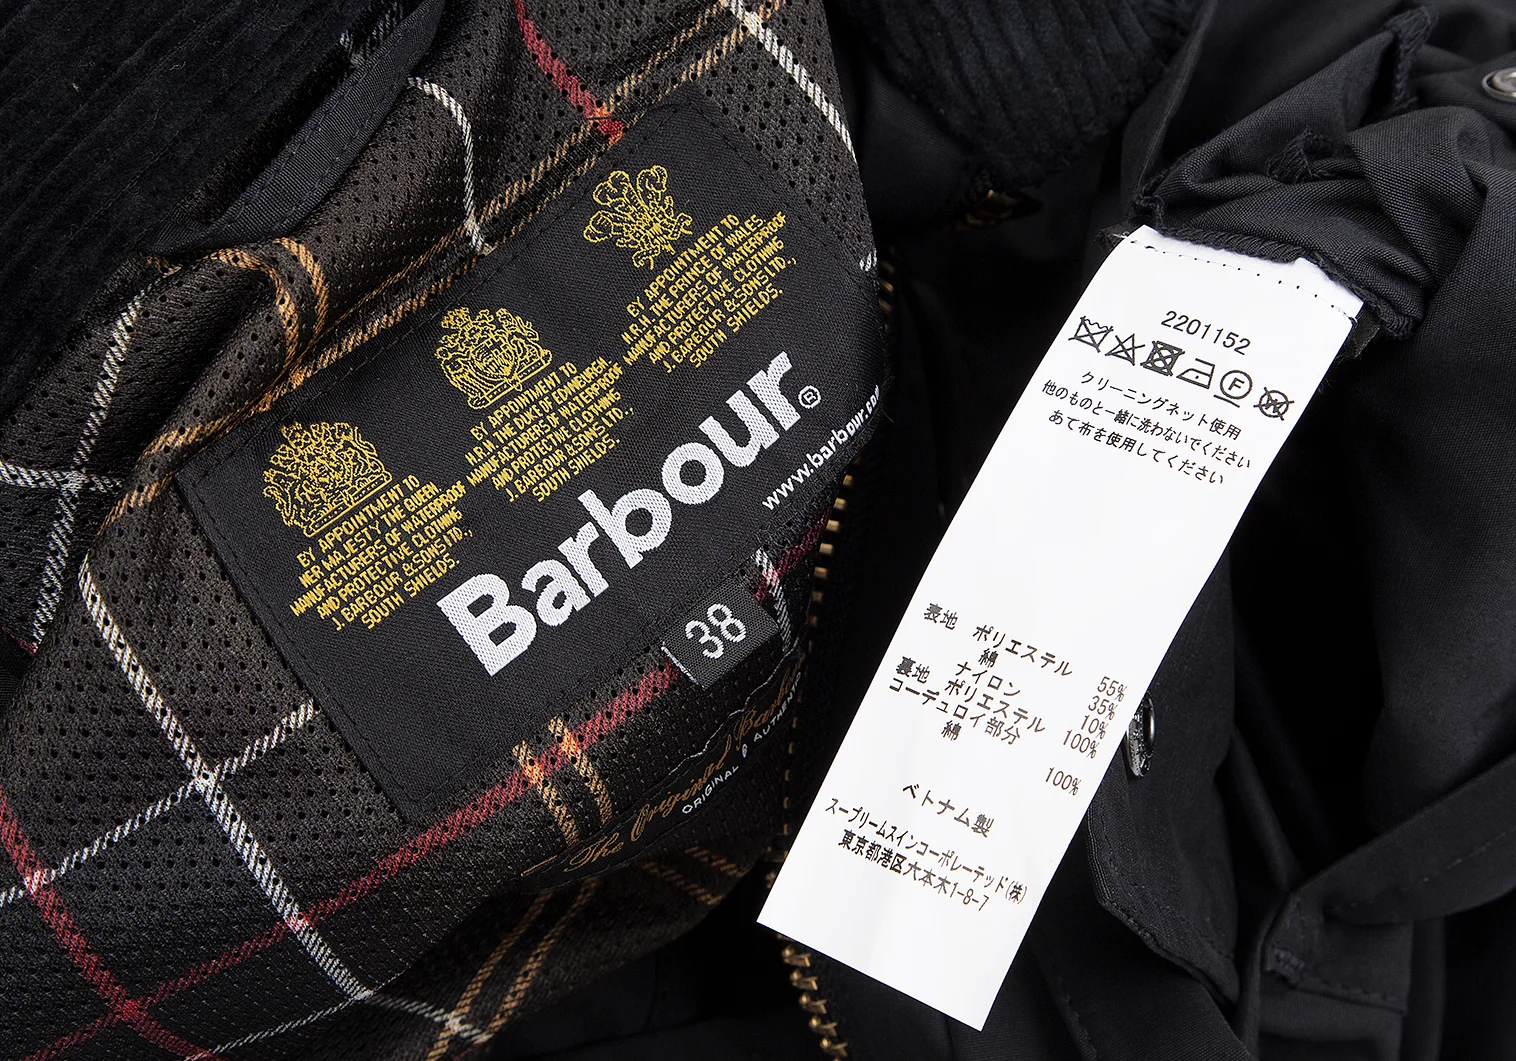 BY APPOINTMENT TO
HER MAJESTY THE QUEEN
MANUFACTURERS OF WATERPROOF
AND PROTECTIVE CLOTHING
J. BARBOUR & SONS LTD.,
SOUTH SHIELDS.
BY APPOINTMENT TO
H.R.H. THE DUKE OF EDINBURGH
MANUFACTURERS OF WATERPROOF
AND PROTECTIVE CLOTHING
J. BARBOUR & SONS LTD.,
SOUTH SHIELDS.
BY APPOINTMENT TO
H.R.H. THE PRINCE OF WALES
MANUFACTURERS OF WATERPROOF
AND PROTECTIVE CLOTHING
J. BARBOUR & SONS LTD.,
SOUTH SHIELDS.
Barbour®
www.barbour.com
38
The Original Barbour
ORIGINAL &
2201152
F
クリーニングネット使用
他のものと一緒に洗わないでください
あて布を使用してください
表地 ポリエステル 55%
綿 35%
ナイロン 10%
裏地 ポリエステル 100%
コーデュロイ部分
綿 100%
ベトナム製
スープリームスインコーポレーテッド(株)
東京都港区六本木1-8-7